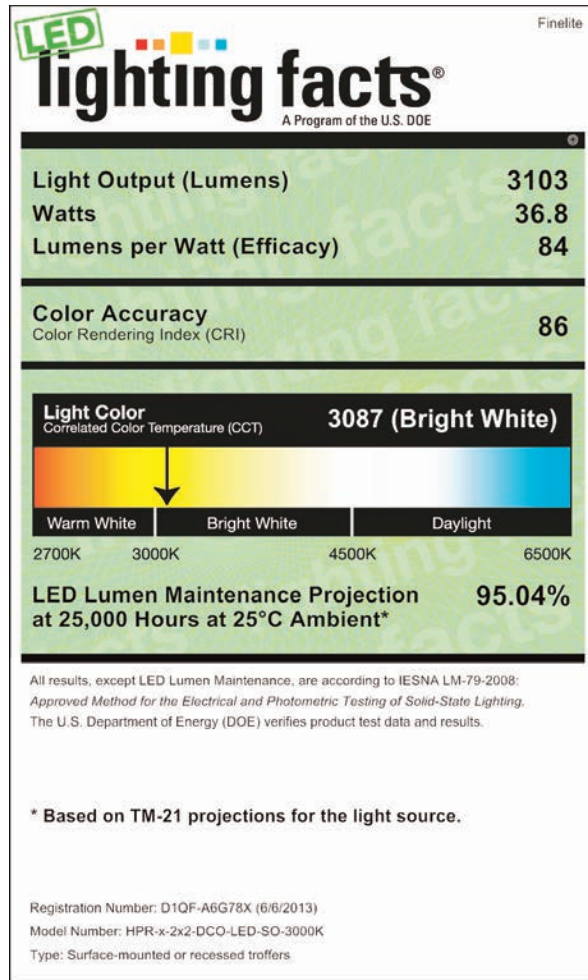 Finelite
LED
lighting facts®
A Program of the U.S. DOE
Light Output (Lumens) 3103
Watts 36.8
Lumens per Watt (Efficacy) 84
Color Accuracy
Color Rendering Index (CRI) 86
Light Color
Correlated Color Temperature (CCT) 3087 (Bright White)
Warm White Bright White Daylight
2700K 3000K 4500K 6500K
LED Lumen Maintenance Projection
at 25,000 Hours at 25°C Ambient* 95.04%
All results, except LED Lumen Maintenance, are according to IESNA LM-79-2008:
Approved Method for the Electrical and Photometric Testing of Solid-State Lighting.
The U.S. Department of Energy (DOE) verifies product test data and results.
* Based on TM-21 projections for the light source.
Registration Number: D1QF-A6G78X (6/6/2013)
Model Number: HPR-x-2x2-DCO-LED-SO-3000K
Type: Surface-mounted or recessed troffers